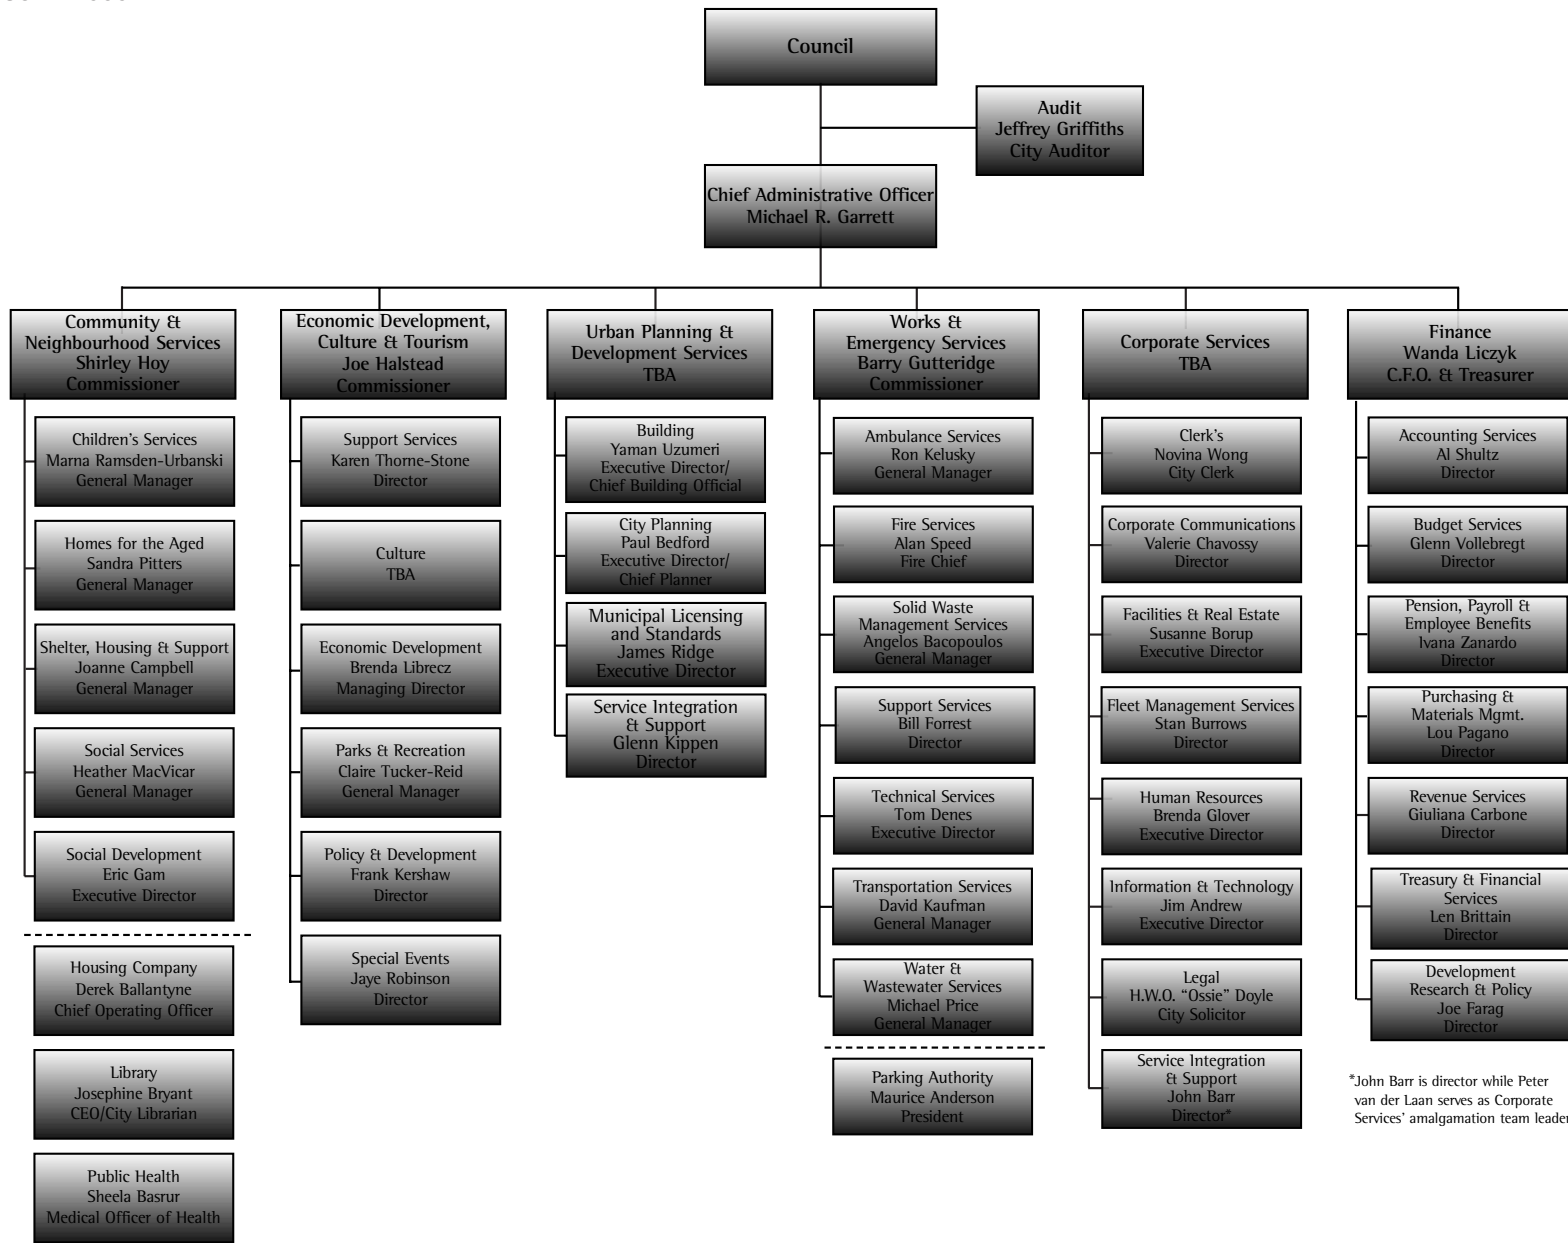 Council
Audit
Jeffrey Griffiths
City Auditor
Chief Administrative Officer
Michael R. Garrett
Community &
Neighbourhood Services
Shirley Hoy
Commissioner
Children's Services
Marna Ramsden-Urbanski
General Manager
Homes for the Aged
Sandra Pitters
General Manager
Shelter, Housing & Support
Joanne Campbell
General Manager
Social Services
Heather MacVicar
General Manager
Social Development
Eric Gam
Executive Director
Housing Company
Derek Ballantyne
Chief Operating Officer
Library
Josephine Bryant
CEO/City Librarian
Public Health
Sheela Basrur
Medical Officer of Health
Economic Development,
Culture & Tourism
Joe Halstead
Commissioner
Support Services
Karen Thorne-Stone
Director
Culture
TBA
Economic Development
Brenda Librecz
Managing Director
Parks & Recreation
Claire Tucker-Reid
General Manager
Policy & Development
Frank Kershaw
Director
Special Events
Jaye Robinson
Director
Urban Planning &
Development Services
TBA
Building
Yaman Uzumeri
Executive Director/
Chief Building Official
City Planning
Paul Bedford
Executive Director/
Chief Planner
Municipal Licensing
and Standards
James Ridge
Executive Director
Service Integration
& Support
Glenn Kippen
Director
Works &
Emergency Services
Barry Gutteridge
Commissioner
Ambulance Services
Ron Kelusky
General Manager
Fire Services
Alan Speed
Fire Chief
Solid Waste
Management Services
Angelos Bacopoulos
General Manager
Support Services
Bill Forrest
Director
Technical Services
Tom Denes
Executive Director
Transportation Services
David Kaufman
General Manager
Water &
Wastewater Services
Michael Price
General Manager
Parking Authority
Maurice Anderson
President
Corporate Services
TBA
Clerk's
Novina Wong
City Clerk
Corporate Communications
Valerie Chavossy
Director
Facilities & Real Estate
Susanne Borup
Executive Director
Fleet Management Services
Stan Burrows
Director
Human Resources
Brenda Glover
Executive Director
Information & Technology
Jim Andrew
Executive Director
Legal
H.W.O. “Ossie” Doyle
City Solicitor
Service Integration
& Support
John Barr
Director*
Finance
Wanda Liczyk
C.F.O. & Treasurer
Accounting Services
Al Shultz
Director
Budget Services
Glenn Vollebregt
Director
Pension, Payroll &
Employee Benefits
Ivana Zanardo
Director
Purchasing &
Materials Mgmt.
Lou Pagano
Director
Revenue Services
Giuliana Carbone
Director
Treasury & Financial
Services
Len Brittain
Director
Development
Research & Policy
Joe Farag
Director
*John Barr is director while Peter
van der Laan serves as Corporate
Services' amalgamation team leader